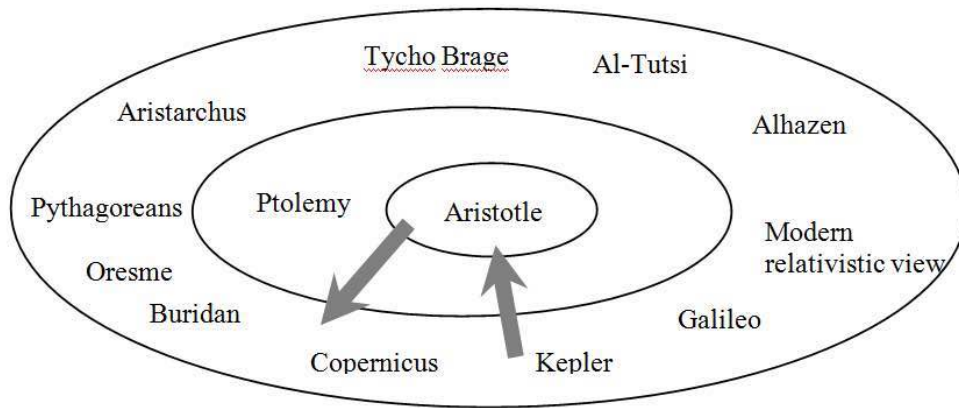 Tycho Brage
Al-Tutsi
Aristarchus
Alhazen
Pythagoreans
Ptolemy
Aristotle
Modern
relativistic view
Oresme
Buridan
Galileo
Copernicus
Kepler